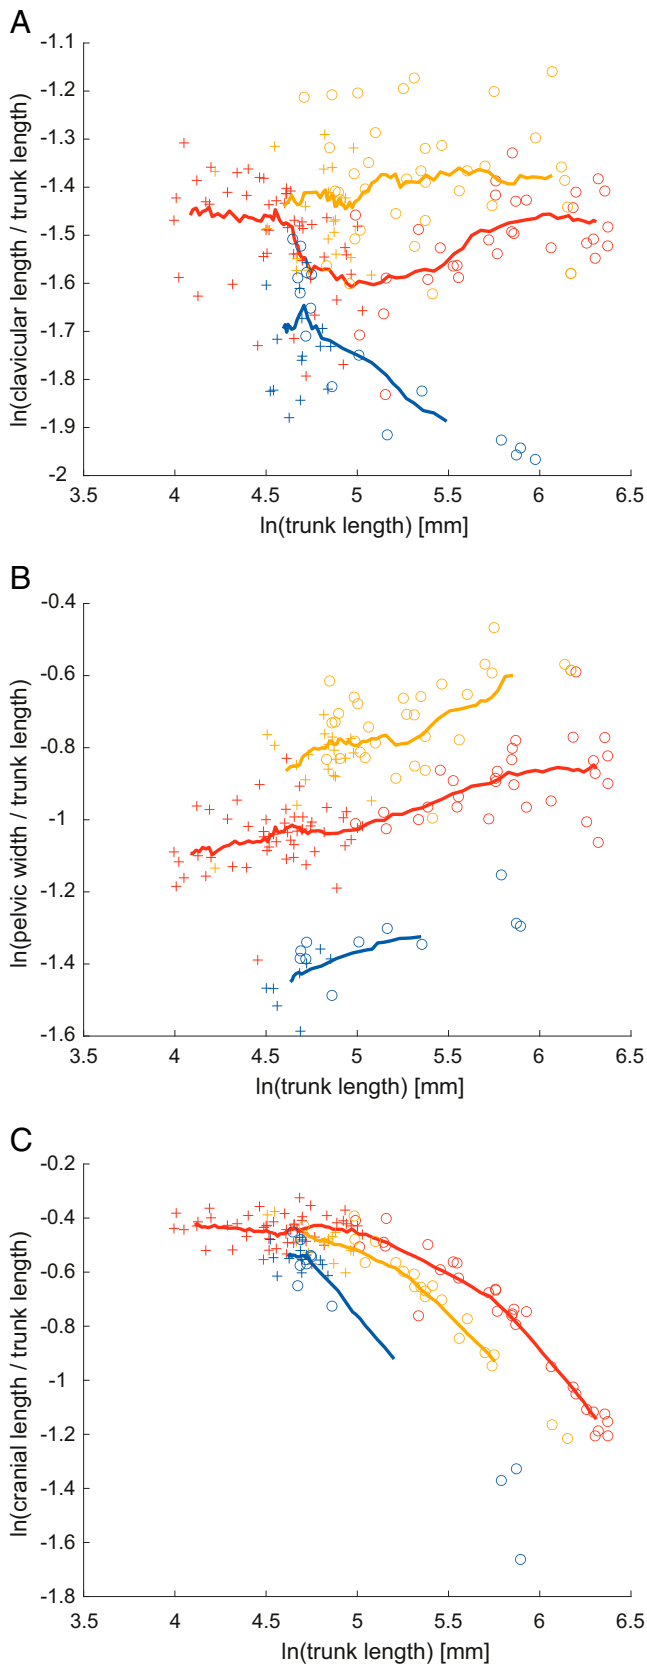 A
-1.1
-1.2
-1.3
-1.4
-1.5
-1.6
-1.7
-1.8
-1.9
-2
ln(clavicular length / trunk length)
3.5 4 4.5 5 5.5 6 6.5
ln(trunk length) [mm]
B
-0.4
-0.6
-0.8
-1
-1.2
-1.4
-1.6
ln(pelvic width / trunk length)
3.5 4 4.5 5 5.5 6 6.5
ln(trunk length) [mm]
C
-0.2
-0.4
-0.6
-0.8
-1
-1.2
-1.4
-1.6
-1.8
ln(cranial length / trunk length)
3.5 4 4.5 5 5.5 6 6.5
ln(trunk length) [mm]